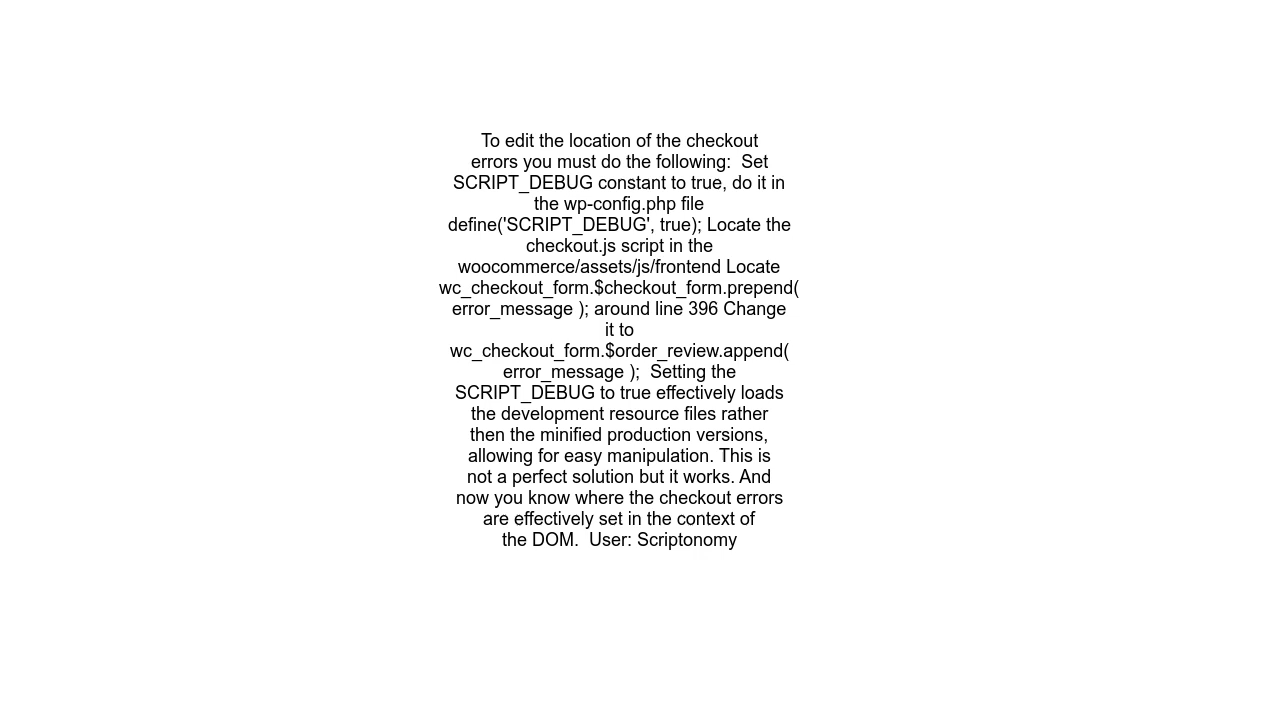 To edit the location of the checkout
errors you must do the following:  Set
SCRIPT_DEBUG constant to true, do it in
the wp-config.php file
define('SCRIPT_DEBUG', true); Locate the
checkout.js script in the
woocommerce/assets/js/frontend Locate
wc_checkout_form.$checkout_form.prepend(
error_message ); around line 396 Change
it to
wc_checkout_form.$order_review.append(
error_message );  Setting the
SCRIPT_DEBUG to true effectively loads
the development resource files rather
then the minified production versions,
allowing for easy manipulation. This is
not a perfect solution but it works. And
now you know where the checkout errors
are effectively set in the context of
the DOM.  User: Scriptonomy